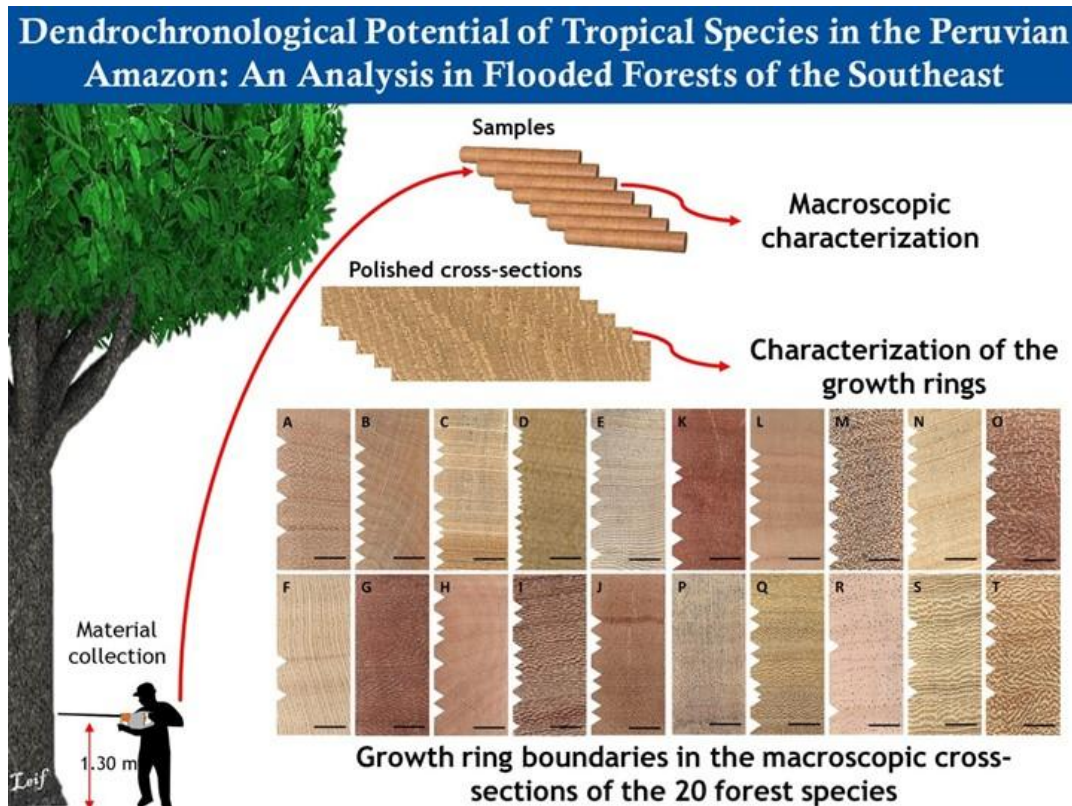 Dendrochronological Potential of Tropical Species in the Peruvian
Amazon: An Analysis in Flooded Forests of the Southeast
Samples
Macroscopic
characterization
Polished cross-sections
Characterization of the
growth rings
A B C D E K L M N O
F G H I J P Q R S T
Material
collection
1.30 m
Leif
Growth ring boundaries in the macroscopic cross-
sections of the 20 forest species